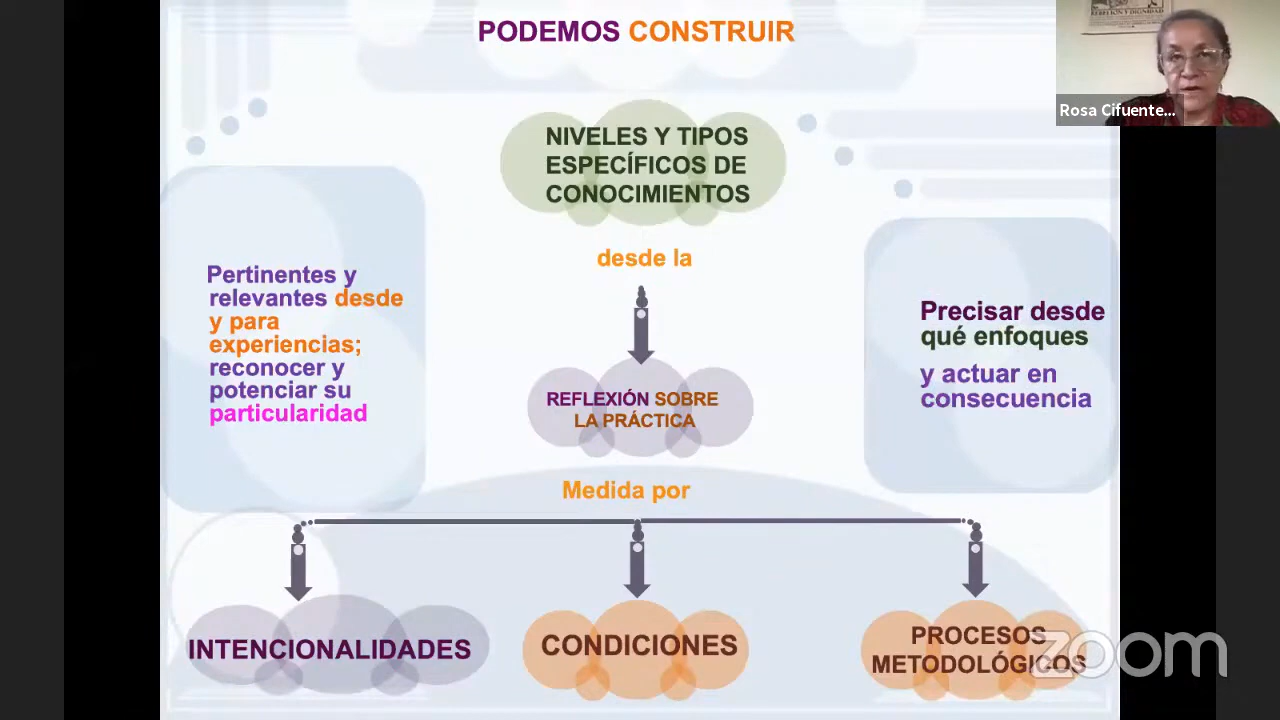 PODEMOS CONSTRUIR
REBELIÓN Y DIGNIDAD
Rosa Cifuente...
NIVELES Y TIPOS
ESPECÍFICOS DE
CONOCIMIENTOS
desde la
Pertinentes y
relevantes desde
y para
experiencias;
reconocer y
potenciar su
particularidad
Precisar desde
qué enfoques
y actuar en
consecuencia
REFLEXIÓN SOBRE
LA PRÁCTICA
Medida por
INTENCIONALIDADES
CONDICIONES
PROCESOS
METODOLÓGICOS
zoom